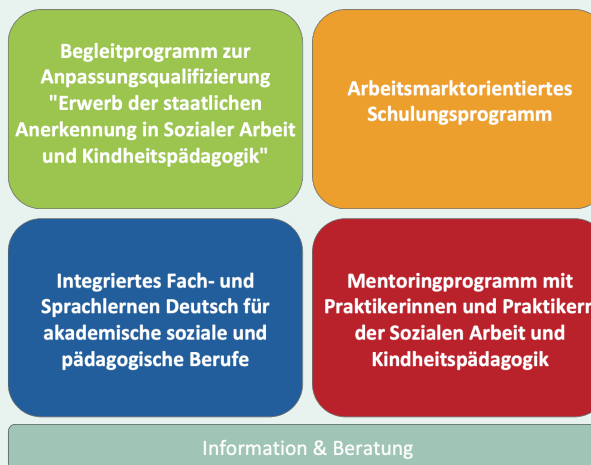 Begleitprogramm zur
Anpassungsqualifizierung
"Erwerb der staatlichen
Anerkennung in Sozialer Arbeit
und Kindheitspädagogik"
Arbeitsmarktorientiertes
Schulungsprogramm
Integriertes Fach- und
Sprachlernen Deutsch für
akademische soziale und
pädagogische Berufe
Mentoringprogramm mit
Praktikerinnen und Praktikern
der Sozialen Arbeit und
Kindheitspädagogik
Information & Beratung